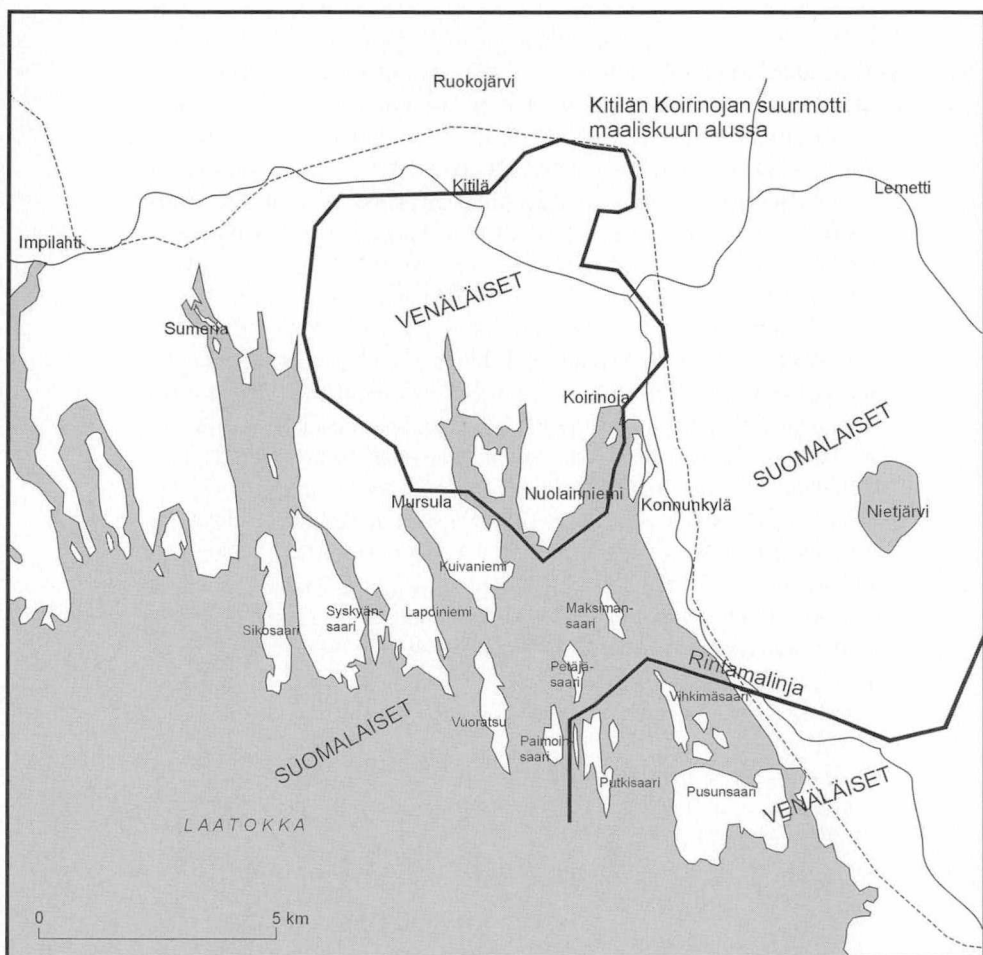 Ruokojärvi
Kitilän Koirinojan suurmotti
maaliskuun alussa
Kitilä
Lemetti
Impilahti
VENÄLÄISET
Sumeria
Koirinoja
SUOMALAISET
Mursula
Nuolainniemi
Konnunkylä
Nietjärvi
Kuivaniemi
Sikosaari
Syskyän-
saari
Lapoiniemi
Maksiman-
saari
Petäjä-
saari
Rintamalinja
Vihkimäsaari
SUOMALAISET
Vuoratsu
Paimoin-
saari
Putkisaari
Pusunsaari
VENÄLÄISET
LAATOKKA
0
5 km